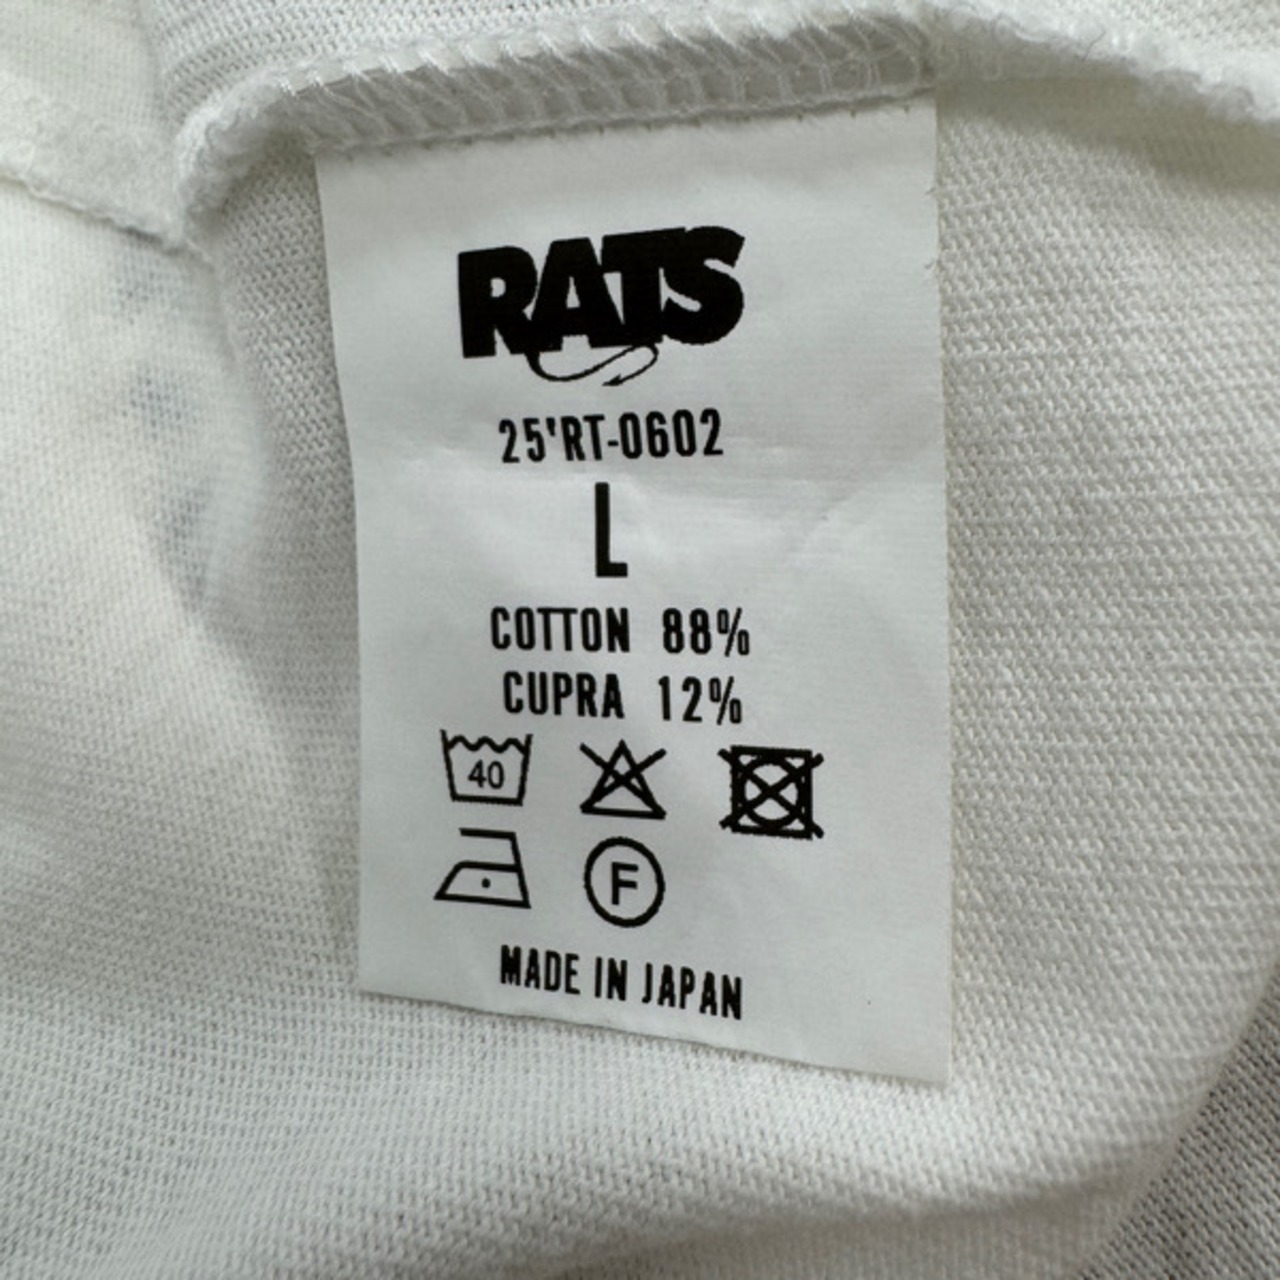 RATS
25'RT-0602
L
COTTON 88%
CUPRA 12%
40
F
MADE IN JAPAN